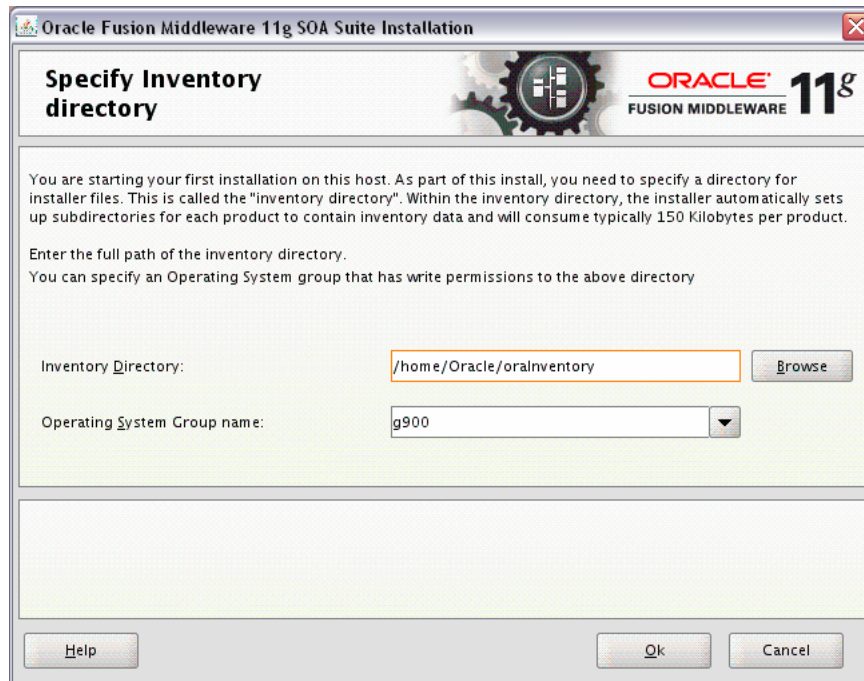 Oracle Fusion Middleware 11g SOA Suite Installation
Specify Inventory
directory
ORACLE
FUSION MIDDLEWARE 11g
You are starting your first installation on this host. As part of this install, you need to specify a directory for
installer files. This is called the "inventory directory". Within the inventory directory, the installer automatically sets
up subdirectories for each product to contain inventory data and will consume typically 150 Kilobytes per product.
Enter the full path of the inventory directory.
You can specify an Operating System group that has write permissions to the above directory
Inventory Directory: /home/Oracle/oraInventory Browse
Operating System Group name: g900
Help Ok Cancel